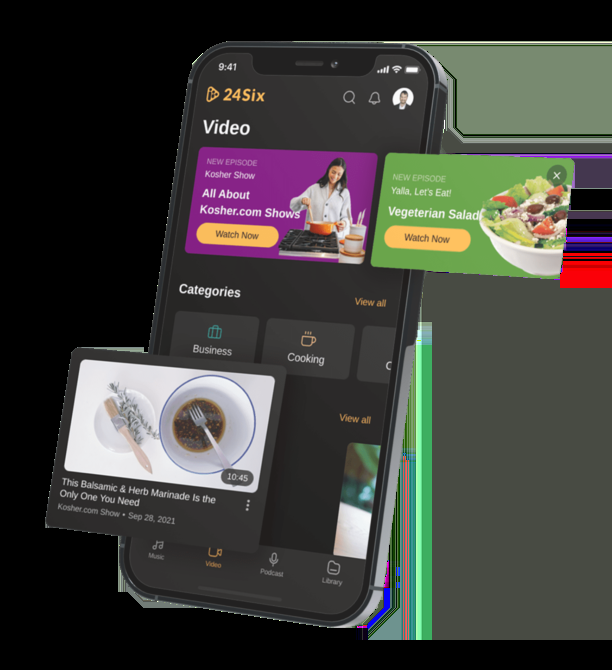 9:41
24Six
Video
NEW EPISODE
Kosher Show
All About
Kosher.com Shows
Watch Now
NEW EPISODE
Yalla, Let's Eat!
Vegeterian Salad
Watch Now
Categories
View all
Business
Cooking
C
View all
10:45
This Balsamic & Herb Marinade Is the
Only One You Need
Kosher.com Show • Sep 28, 2021
Music
Video
Podcast
Library